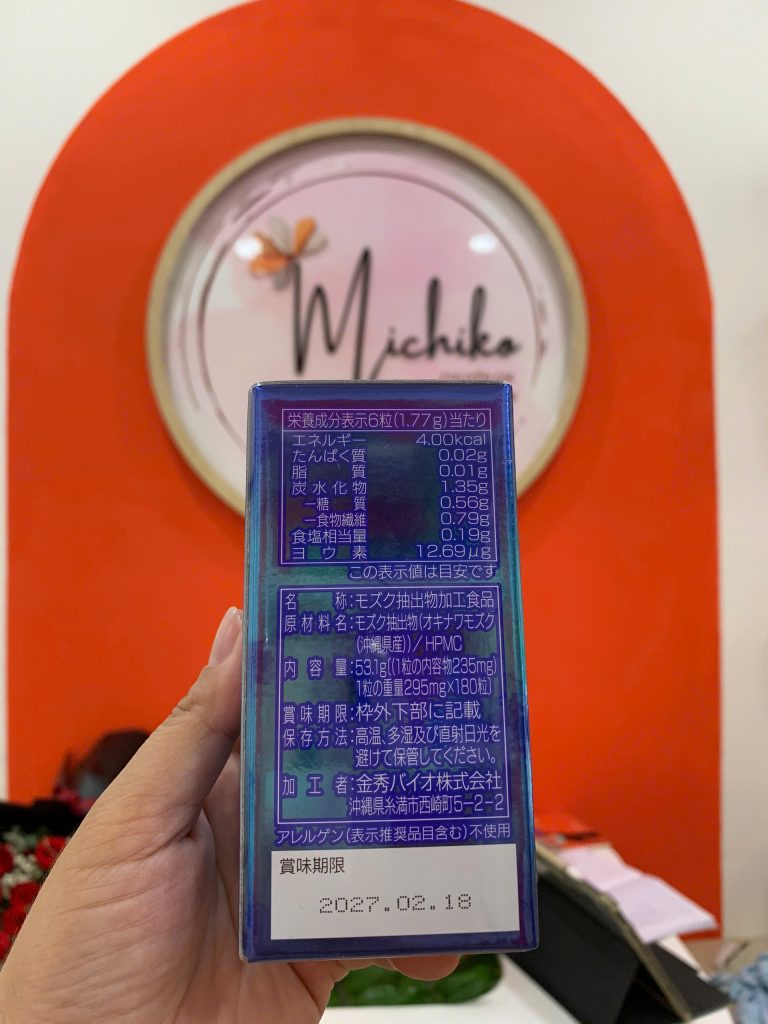 Michiko
栄養成分表示6粒(1.77g)当たり
エネルギー 4.00kcal
たんぱく質 0.02g
脂質 0.01g
炭水化物 1.35g
－糖質 0.56g
－食物繊維 0.79g
食塩相当量 0.19g
ヨウ素 12.69μg
この表示値は目安です
名称:モズク抽出物加工食品
原材料名:モズク抽出物(オキナワモズク
(沖縄県産))／HPMC
内容量:53.1g((1粒の内容物235mg)
1粒の重量295mg×180粒)
賞味期限:枠外下部に記載
保存方法:高温、多湿及び直射日光を
避けて保管してください。
加工者:金秀バイオ株式会社
沖縄県糸満市西崎町5-2-2
アレルゲン(表示推奨品目含む)不使用
賞味期限
2027.02.18